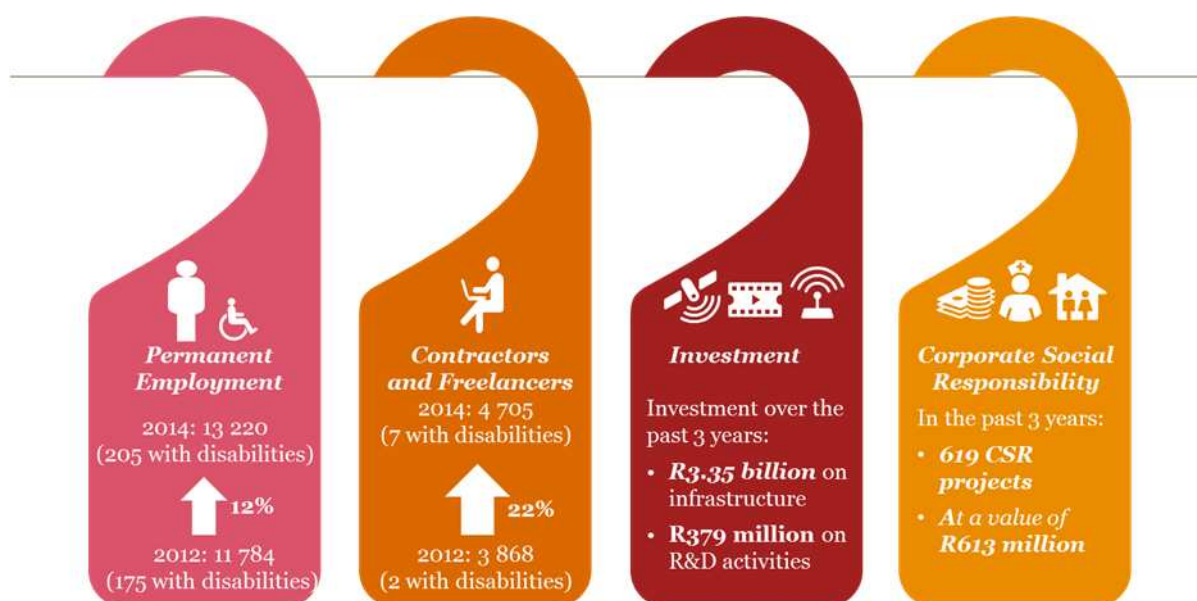 Permanent
Employment
2014: 13 220
(205 with disabilities)
12%
2012: 11 784
(175 with disabilities)
Contractors
and Freelancers
2014: 4 705
(7 with disabilities)
22%
2012: 3 868
(2 with disabilities)
Investment
Investment over the
past 3 years:
• R3.35 billion on
infrastructure
• R379 million on
R&D activities
Corporate Social
Responsibility
In the past 3 years:
• 619 CSR
projects
• At a value of
R613 million